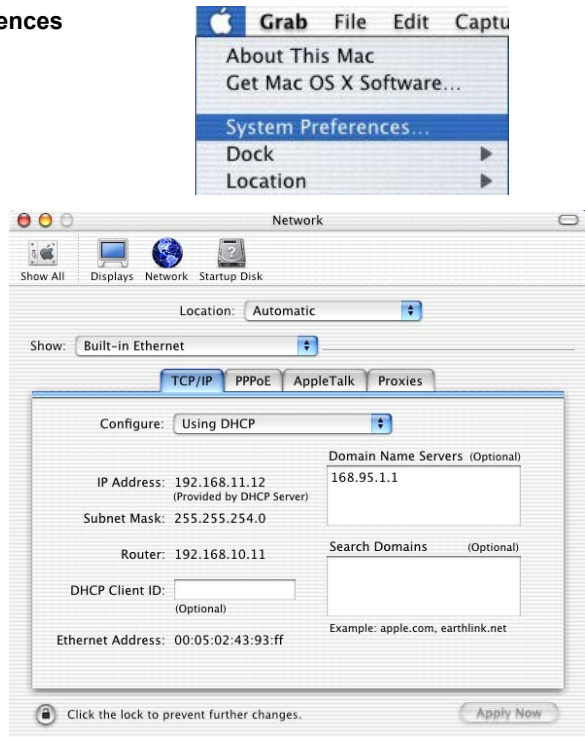 ences
Grab File Edit Captu
About This Mac
Get Mac OS X Software...
System Preferences...
Dock
Location
Network
Show All Displays Network Startup Disk
Location: Automatic
Show: Built-in Ethernet
TCP/IP PPPoE AppleTalk Proxies
Configure: Using DHCP
Domain Name Servers (Optional)
168.95.1.1
IP Address: 192.168.11.12
(Provided by DHCP Server)
Subnet Mask: 255.255.254.0
Router: 192.168.10.11
Search Domains (Optional)
DHCP Client ID:
(Optional)
Example: apple.com, earthlink.net
Ethernet Address: 00:05:02:43:93:ff
Click the lock to prevent further changes.
Apply Now